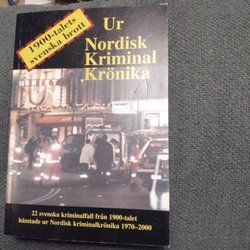 1900-talets
svenska brott
Ur
Nordisk
Kriminal
Krönika
22 svenska kriminalfall från 1900-talet
hämtade ur Nordisk kriminalkrönika 1970–2000